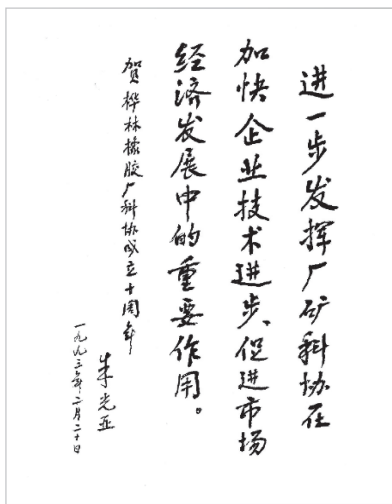 进一步发挥厂矿科协在
加快企业技术进步、促进市场
经济发展中的重要作用。
贺桦林橡胶厂科协成立十周年
朱光亚
一九九三年二月二十日